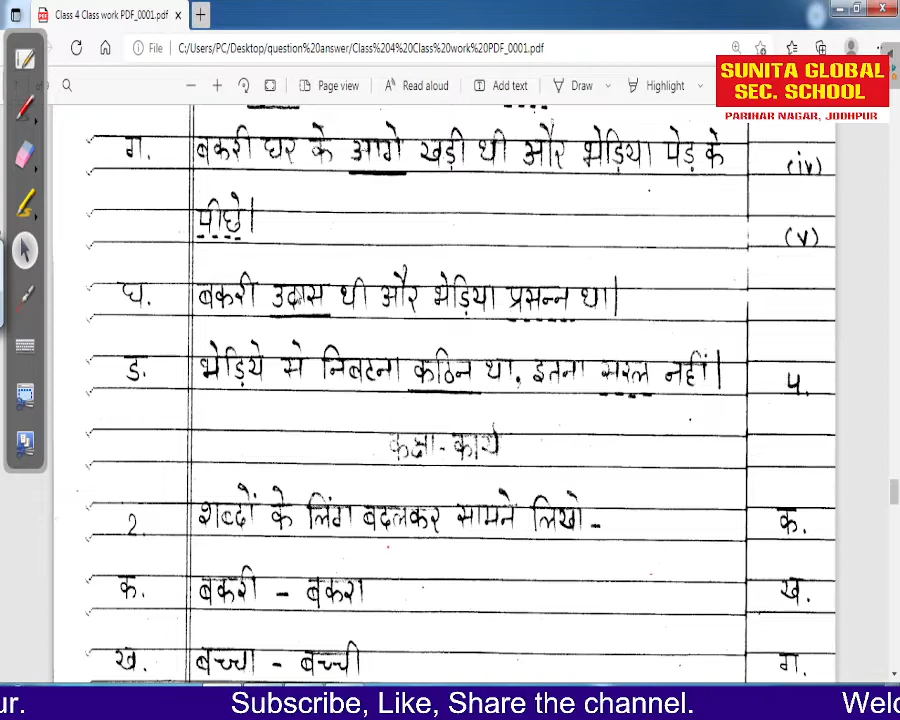 Class 4 Class work PDF_0001.pdf
File C:/Users/PC/Desktop/question%20answer/Class%204%20Class%20work%20PDF_0001.pdf
Page view Read aloud Add text Draw Highlight
SUNITA GLOBAL
SEC. SCHOOL
PARIHAR NAGAR, JODHPUR
ग. बकरी घर के आगे खड़ी थी और भेड़िया पेड़ के (iv)
पीछे। (v)
घ. बकरी उदास थी और भेड़िया प्रसन्न था।
ङ. भेड़िये से निबटना कठिन था, इतना सरल नहीं। प.
कक्षा-कार्य
2. शब्दों के लिंग बदलकर सामने लिखो- क.
क. बकरी - बकरा ख.
ख. बच्चा - बच्ची ग.
ur. Subscribe, Like, Share the channel. Welc